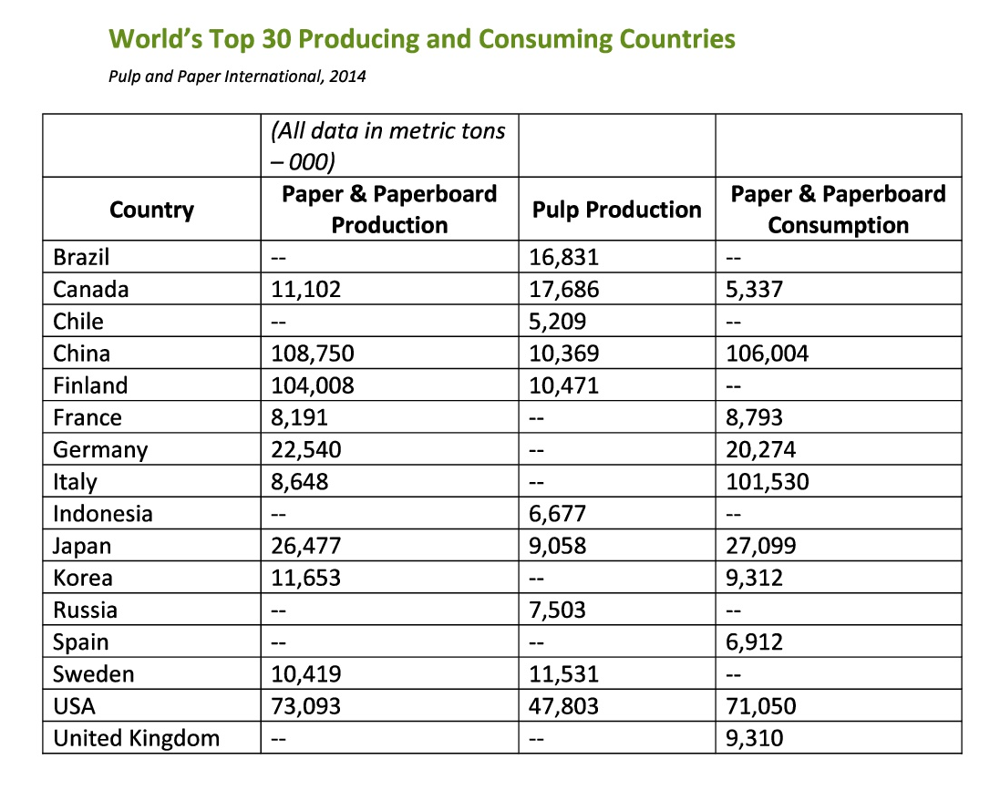 World’s Top 30 Producing and Consuming Countries
Pulp and Paper International, 2014
(All data in metric tons
– 000)
Country Paper & Paperboard Production Pulp Production Paper & Paperboard Consumption
Brazil -- 16,831 --
Canada 11,102 17,686 5,337
Chile -- 5,209 --
China 108,750 10,369 106,004
Finland 104,008 10,471 --
France 8,191 -- 8,793
Germany 22,540 -- 20,274
Italy 8,648 -- 101,530
Indonesia -- 6,677 --
Japan 26,477 9,058 27,099
Korea 11,653 -- 9,312
Russia -- 7,503 --
Spain -- -- 6,912
Sweden 10,419 11,531 --
USA 73,093 47,803 71,050
United Kingdom -- -- 9,310